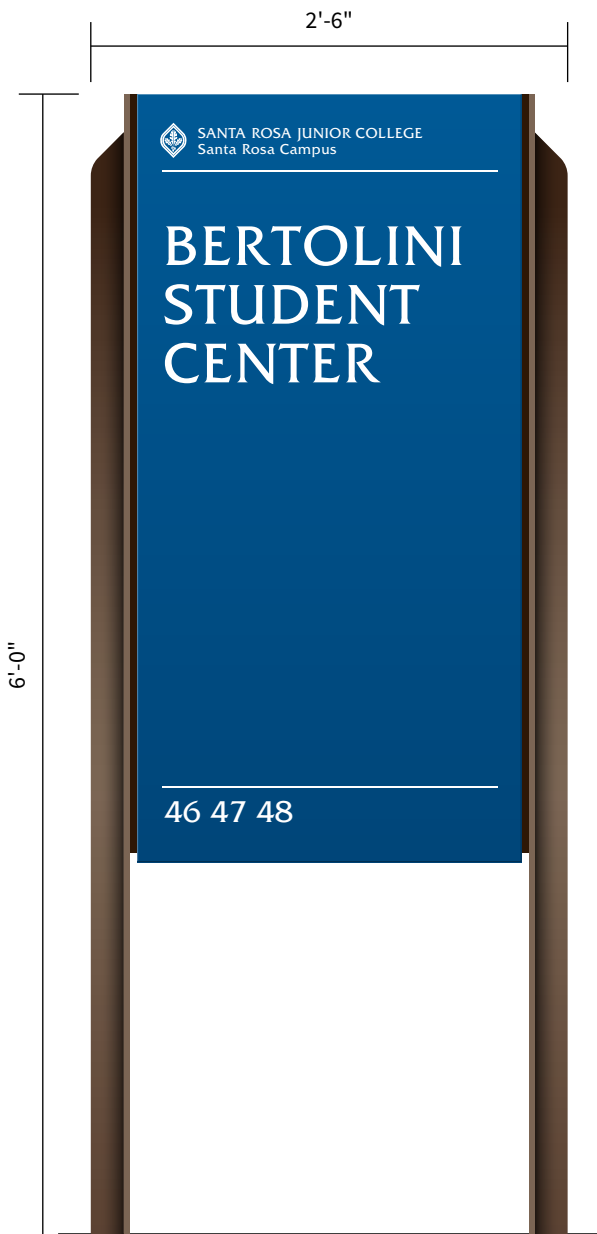 2'-6"
SANTA ROSA JUNIOR COLLEGE
Santa Rosa Campus
BERTOLINI
STUDENT
CENTER
6'-0"
46 47 48